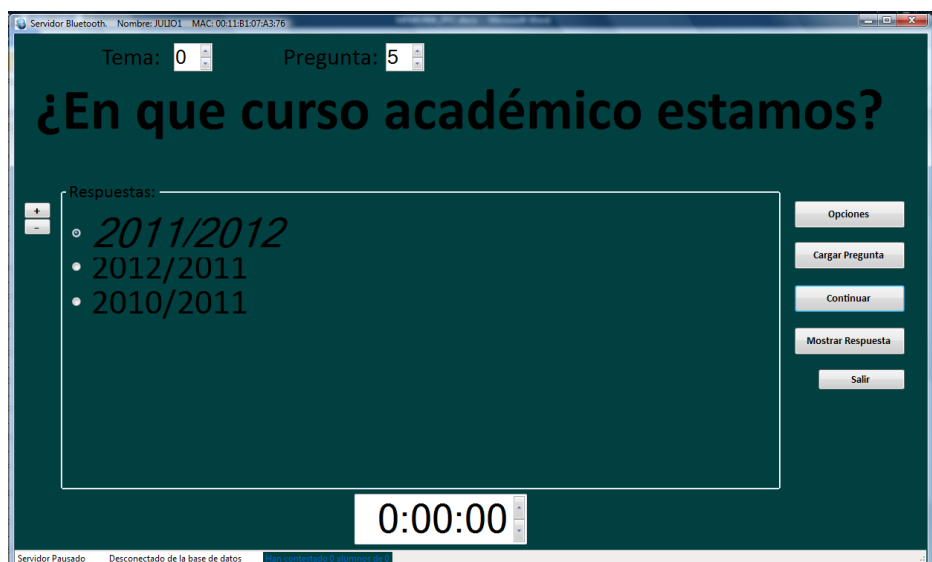 Servidor Bluetooth. Nombre: JULIO1 MAC: 00:11:B1:07:A3:76
Tema: 0 Pregunta: 5
¿En que curso académico estamos?
Respuestas:
+
-
2011/2012
2012/2011
2010/2011
Opciones
Cargar Pregunta
Continuar
Mostrar Respuesta
Salir
0:00:00
Servidor Pausado Desconectado de la base de datos Han contestado 0 alumnos de 0